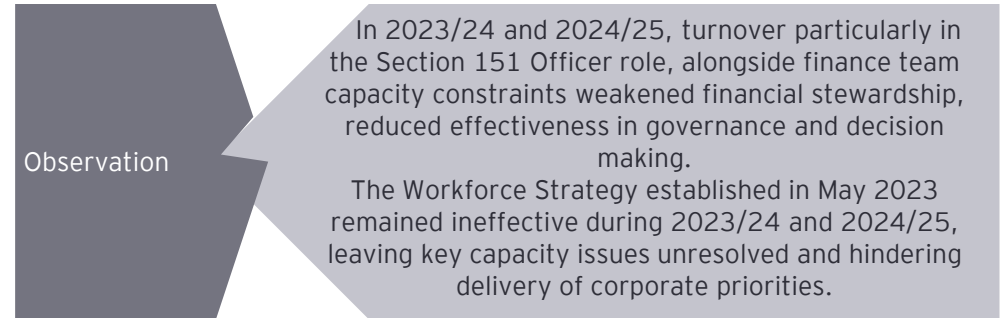 Observation
In 2023/24 and 2024/25, turnover particularly in
the Section 151 Officer role, alongside finance team
capacity constraints weakened financial stewardship,
reduced effectiveness in governance and decision
making.
The Workforce Strategy established in May 2023
remained ineffective during 2023/24 and 2024/25,
leaving key capacity issues unresolved and hindering
delivery of corporate priorities.